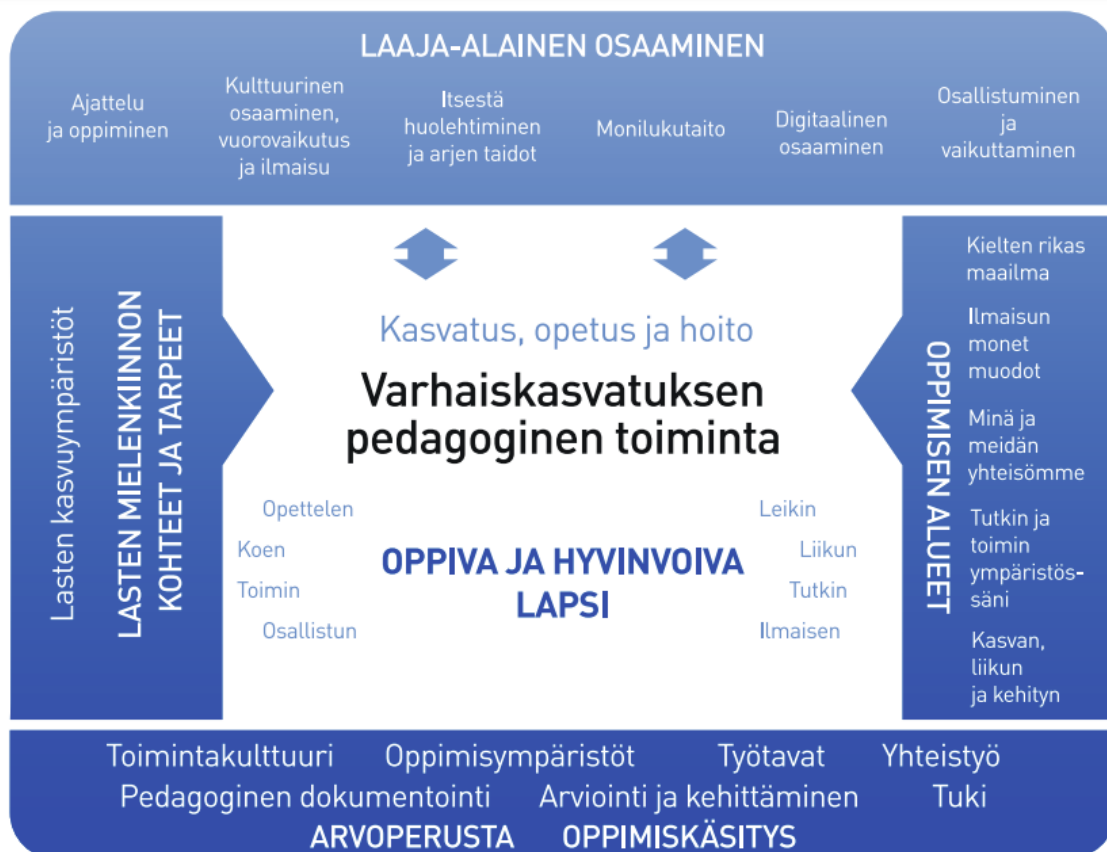 LAAJA-ALAINEN OSAAMINEN
Ajattelu
ja oppiminen
Kulttuurinen
osaaminen,
vuorovaikutus
ja ilmaisu
Itsestä
huolehtiminen
ja arjen taidot
Monilukutaito
Digitaalinen
osaaminen
Osallistuminen
ja
vaikuttaminen
Lasten kasvuympäristöt
LASTEN MIELENKIINNON
KOHTEET JA TARPEET
Kasvatus, opetus ja hoito
Varhaiskasvatuksen
pedagoginen toiminta
Opettelen
Koen
Toimin
Osallistun
OPPIVA JA HYVINVOIVA
LAPSI
Leikin
Liikun
Tutkin
Ilmaisen
OPPIMISEN ALUEET
Kielten rikas
maailma
Ilmaisun
monet
muodot
Minä ja
meidän
yhteisömme
Tutkin ja
toimin
ympäristös-
säni
Kasvan,
liikun
ja kehityn
Toimintakulttuuri Oppimisympäristöt Työtavat Yhteistyö
Pedagoginen dokumentointi Arviointi ja kehittäminen Tuki
ARVOPERUSTA OPPIMISKÄSITYS